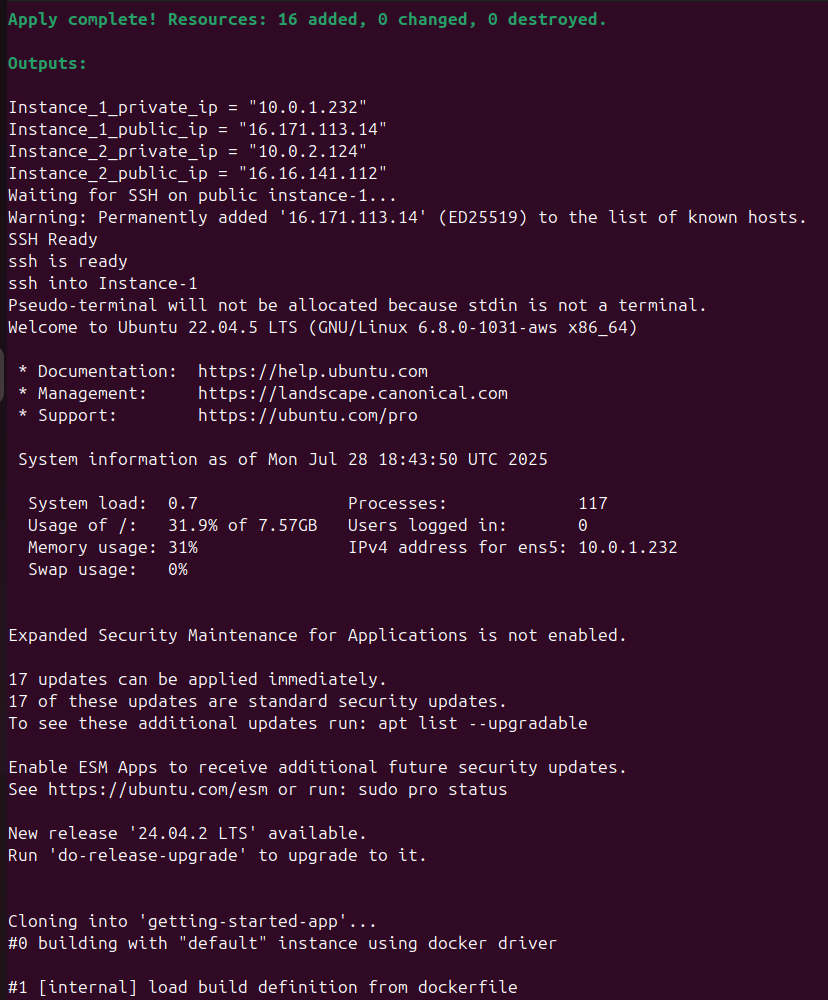 Apply complete! Resources: 16 added, 0 changed, 0 destroyed.
Outputs:
Instance_1_private_ip = "10.0.1.232"
Instance_1_public_ip = "16.171.113.14"
Instance_2_private_ip = "10.0.2.124"
Instance_2_public_ip = "16.16.141.112"
Waiting for SSH on public instance-1...
Warning: Permanently added '16.171.113.14' (ED25519) to the list of known hosts.
SSH Ready
ssh is ready
ssh into Instance-1
Pseudo-terminal will not be allocated because stdin is not a terminal.
Welcome to Ubuntu 22.04.5 LTS (GNU/Linux 6.8.0-1031-aws x86_64)
* Documentation:  https://help.ubuntu.com
* Management:     https://landscape.canonical.com
* Support:        https://ubuntu.com/pro
System information as of Mon Jul 28 18:43:50 UTC 2025
System load:  0.7               Processes:             117
Usage of /:   31.9% of 7.57GB   Users logged in:       0
Memory usage: 31%               IPv4 address for ens5: 10.0.1.232
Swap usage:   0%
Expanded Security Maintenance for Applications is not enabled.
17 updates can be applied immediately.
17 of these updates are standard security updates.
To see these additional updates run: apt list --upgradable
Enable ESM Apps to receive additional future security updates.
See https://ubuntu.com/esm or run: sudo pro status
New release '24.04.2 LTS' available.
Run 'do-release-upgrade' to upgrade to it.
Cloning into 'getting-started-app'...
#0 building with "default" instance using docker driver
#1 [internal] load build definition from dockerfile